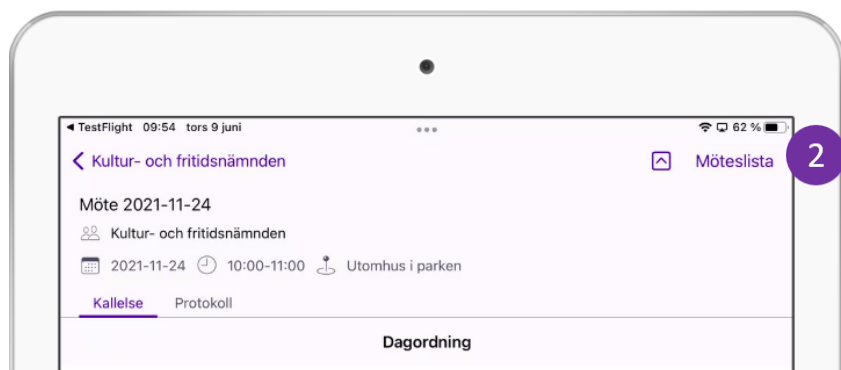 TestFlight 09:54 tors 9 juni 62 %
Kultur- och fritidsnämnden Möteslista 2
Möte 2021-11-24
Kultur- och fritidsnämnden
2021-11-24 10:00-11:00 Utomhus i parken
Kallelse Protokoll
Dagordning